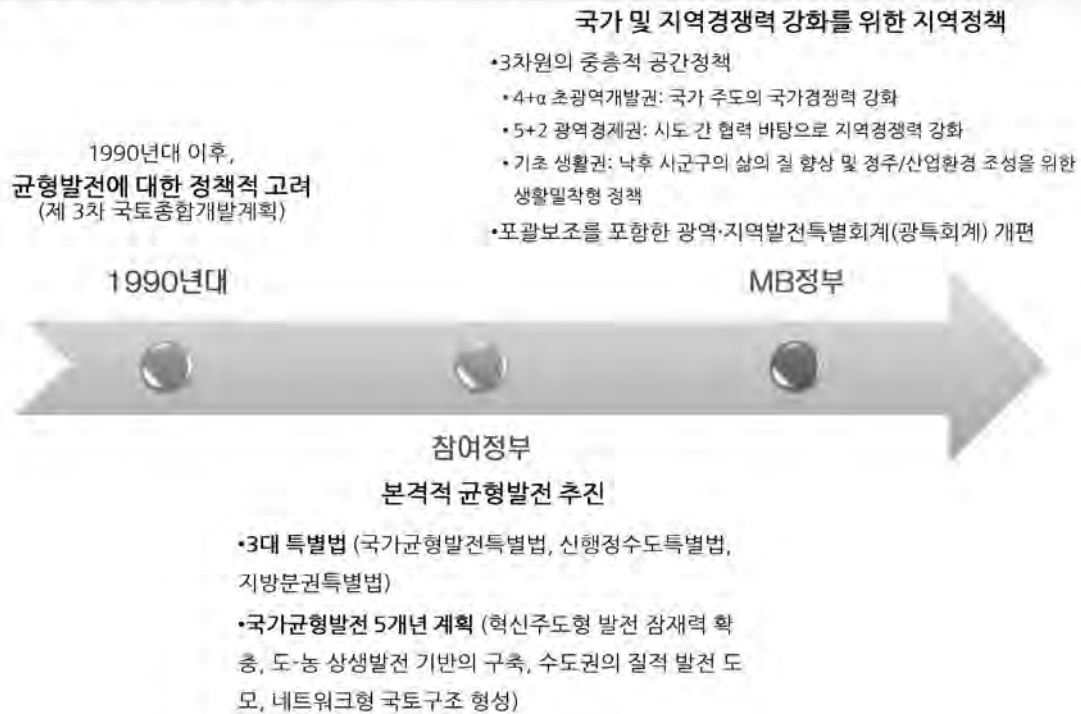 국가 및 지역경쟁력 강화를 위한 지역정책
•3차원의 중층적 공간정책
• 4+α 초광역개발권: 국가 주도의 국가경쟁력 강화
• 5+2 광역경제권: 시도 간 협력 바탕으로 지역경쟁력 강화
• 기초 생활권: 낙후 시군구의 삶의 질 향상 및 정주/산업환경 조성을 위한
생활밀착형 정책
•포괄보조를 포함한 광역·지역발전특별회계(광특회계) 개편
1990년대 이후,
균형발전에 대한 정책적 고려
(제 3차 국토종합개발계획)
1990년대
MB정부
참여정부
본격적 균형발전 추진
•3대 특별법 (국가균형발전특별법, 신행정수도특별법,
지방분권특별법)
•국가균형발전 5개년 계획 (혁신주도형 발전 잠재력 확
충, 도-농 상생발전 기반의 구축, 수도권의 질적 발전 도
모, 네트워크형 국토구조 형성)